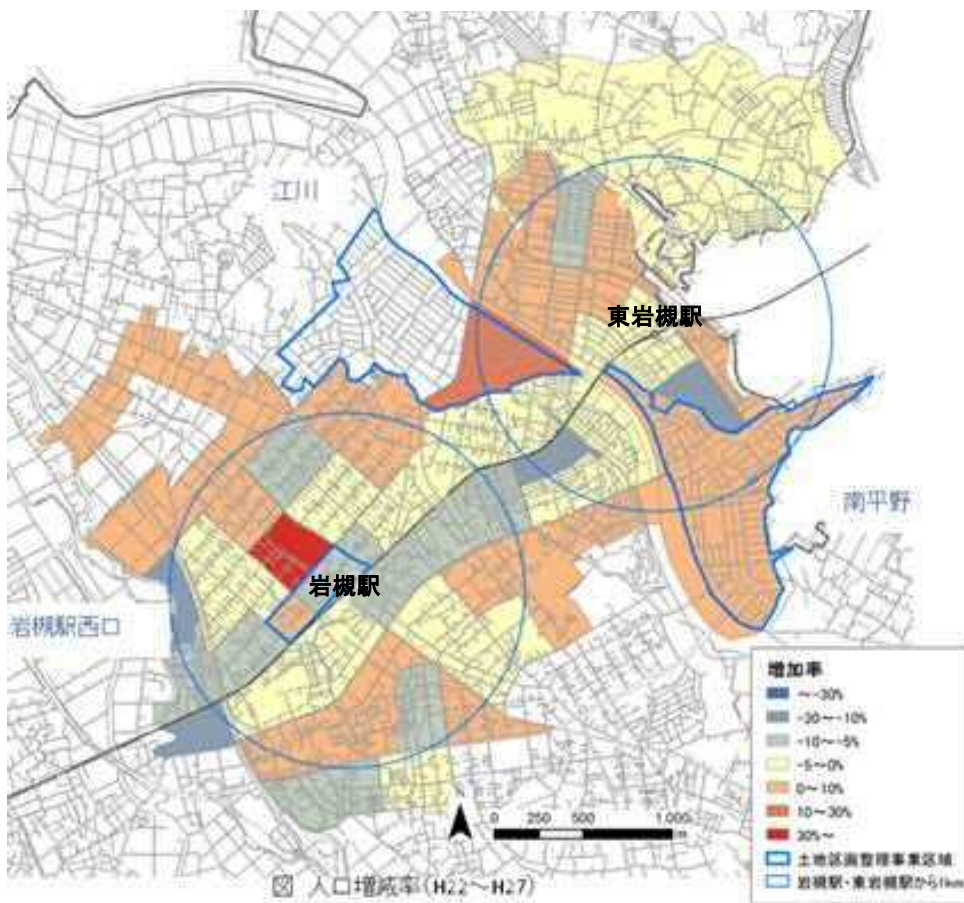 江川
東岩槻駅
南平野
岩槻駅
岩槻駅西口
増加率
～-30%
-30～-10%
-10～-5%
-5～0%
0～10%
10～30%
30%～
土地区画整理事業区域
岩槻駅・東岩槻駅から1km
0 250 500 1,000
m
図 人口増減率(H22～H27)